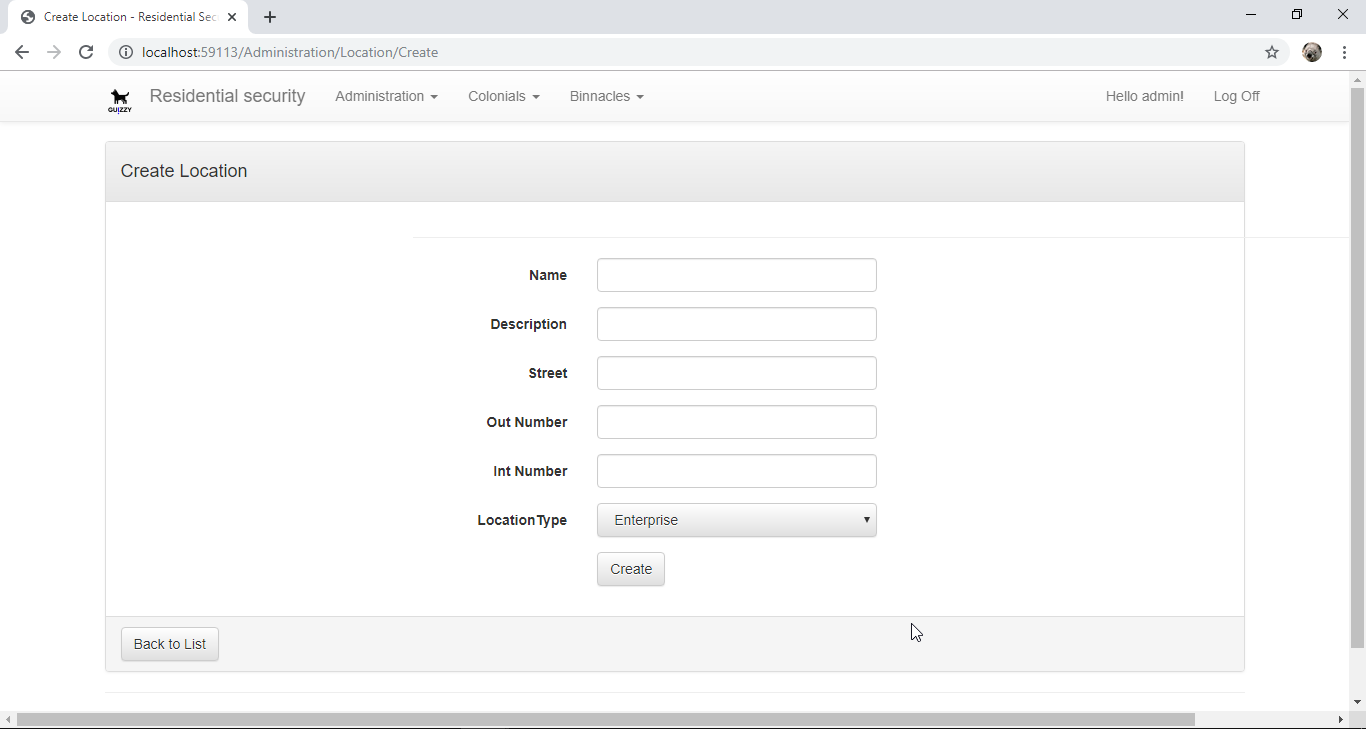 Create Location - Residential Sec
localhost:59113/Administration/Location/Create
GUIZZY
Residential security Administration Colonials Binnacles Hello admin! Log Off
Create Location
Name
Description
Street
Out Number
Int Number
LocationType Enterprise
Create
Back to List